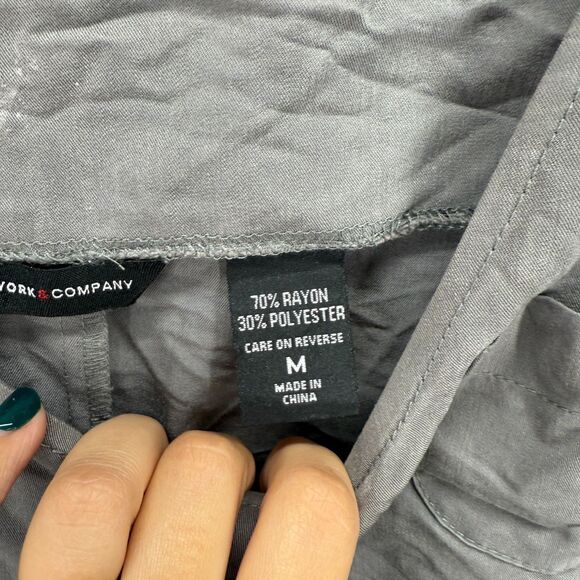 YORK & COMPANY
70% RAYON
30% POLYESTER
CARE ON REVERSE
M
MADE IN
CHINA